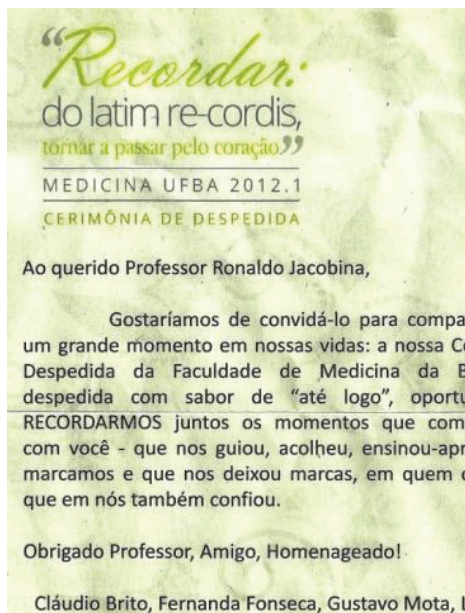 “Recordar:
do latim re-cordis,
tornar a passar pelo coração”
MEDICINA UFBA 2012.1
CERIMÔNIA DE DESPEDIDA
Ao querido Professor Ronaldo Jacobina,
Gostaríamos de convidá-lo para compa
um grande momento em nossas vidas: a nossa Ce
Despedida da Faculdade de Medicina da B
despedida com sabor de “até logo”, oportu
RECORDARMOS juntos os momentos que com
com você - que nos guiou, acolheu, ensinou-apr
marcamos e que nos deixou marcas, em quem c
que em nós também confiou.
Obrigado Professor, Amigo, Homenageado!
Cláudio Brito, Fernanda Fonseca, Gustavo Mota,